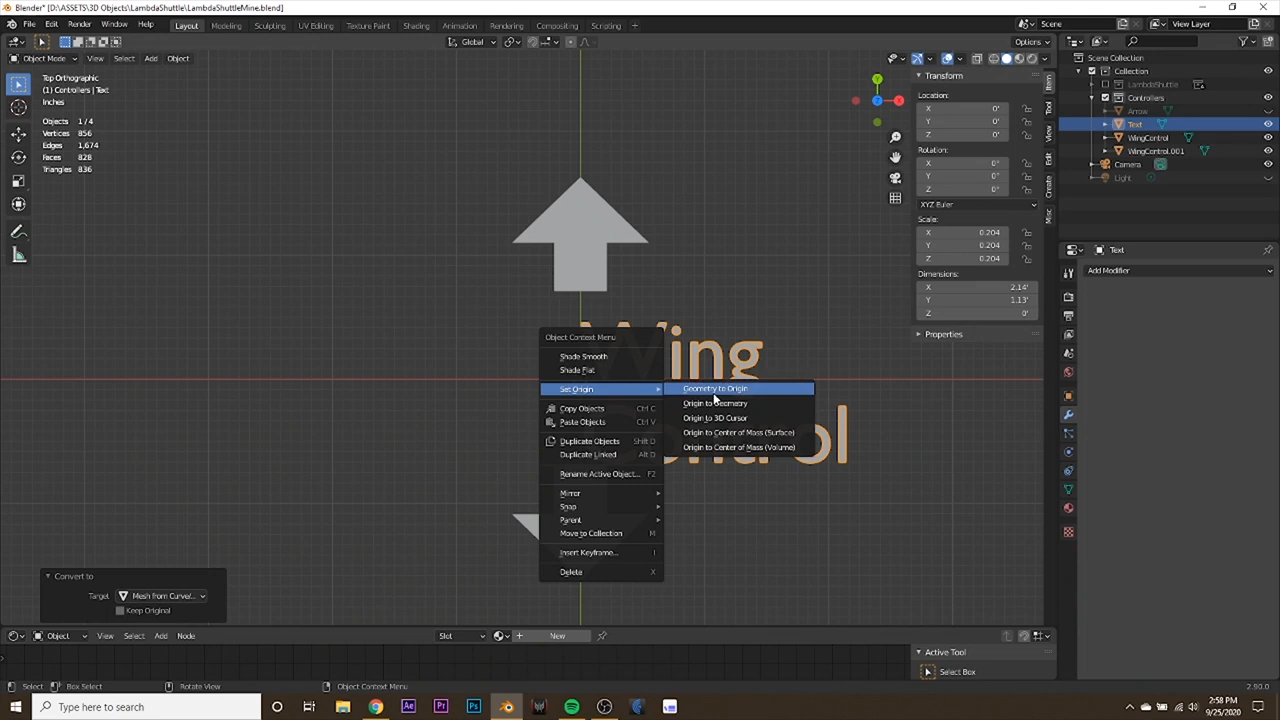 Blender* [D:\ASSETS\3D Objects\LambdaShuttle\LambdaShuttleMine.blend]
File Edit Render Window Help Layout Modeling Sculpting UV Editing Texture Paint Shading Animation Rendering Compositing Scripting + Scene View Layer
Global Options
Object Mode View Select Add Object
Top Orthographic
(1) Controllers | Text
Inches
Objects 1/4
Vertices 856
Edges 1,674
Faces 828
Triangles 836
Transform
Location:
X 0'
Y 0'
Z 0'
Rotation:
X 0°
Y 0°
Z 0°
XYZ Euler
Scale:
X 0.204
Y 0.204
Z 0.204
Dimensions:
X 2.14'
Y 1.13'
Z 0'
Properties
Item
Tool
View
Edit
Create
Misc
Scene Collection
Collection
LambdaShuttle
Controllers
Arrow
Text
WingControl
WingControl.001
Camera
Light
Text
Add Modifier
Wing
Object Context Menu
Shade Smooth
Shade Flat
Set Origin
Copy Objects Ctrl C
Paste Objects Ctrl V
Duplicate Objects Shift D
Duplicate Linked Alt D
Rename Active Object... F2
Mirror
Snap
Parent
Move to Collection M
Insert Keyframe... I
Delete X
Geometry to Origin
Origin to Geometry
Origin to 3D Cursor
Origin to Center of Mass (Surface)
Origin to Center of Mass (Volume)
Convert to
Target Mesh from Curve/...
Keep Original
Object View Select Add Node Slot New
Active Tool
Select Box
Select Box Select Rotate View Object Context Menu 2.90.0
Type here to search
2:58 PM
9/25/2020